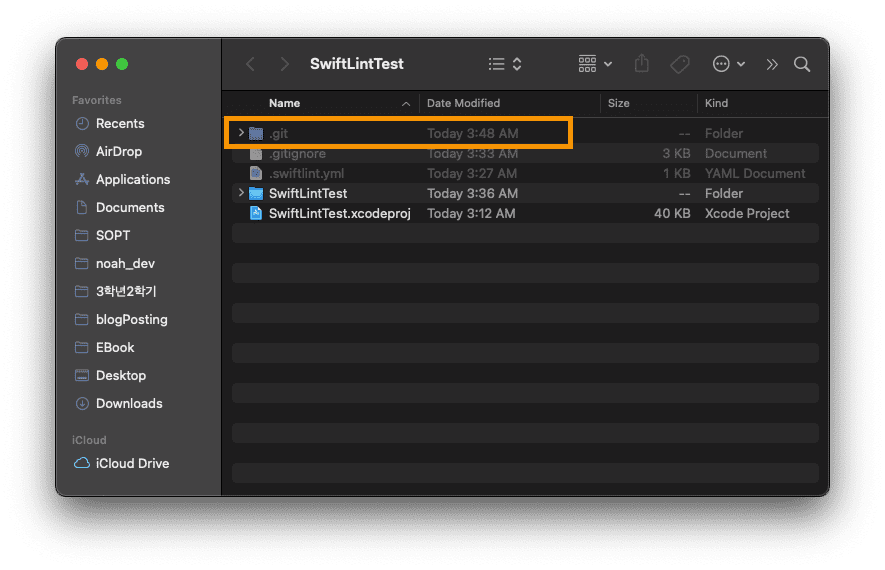 SwiftLintTest
Favorites
Recents
AirDrop
Applications
Documents
SOPT
noah_dev
3학년2학기
blogPosting
EBook
Desktop
Downloads
iCloud
iCloud Drive
Name Date Modified Size Kind
.git Today 3:48 AM -- Folder
.gitignore Today 3:33 AM 3 KB Document
.swiftlint.yml Today 3:27 AM 1 KB YAML Document
SwiftLintTest Today 3:36 AM -- Folder
SwiftLintTest.xcodeproj Today 3:12 AM 40 KB Xcode Project